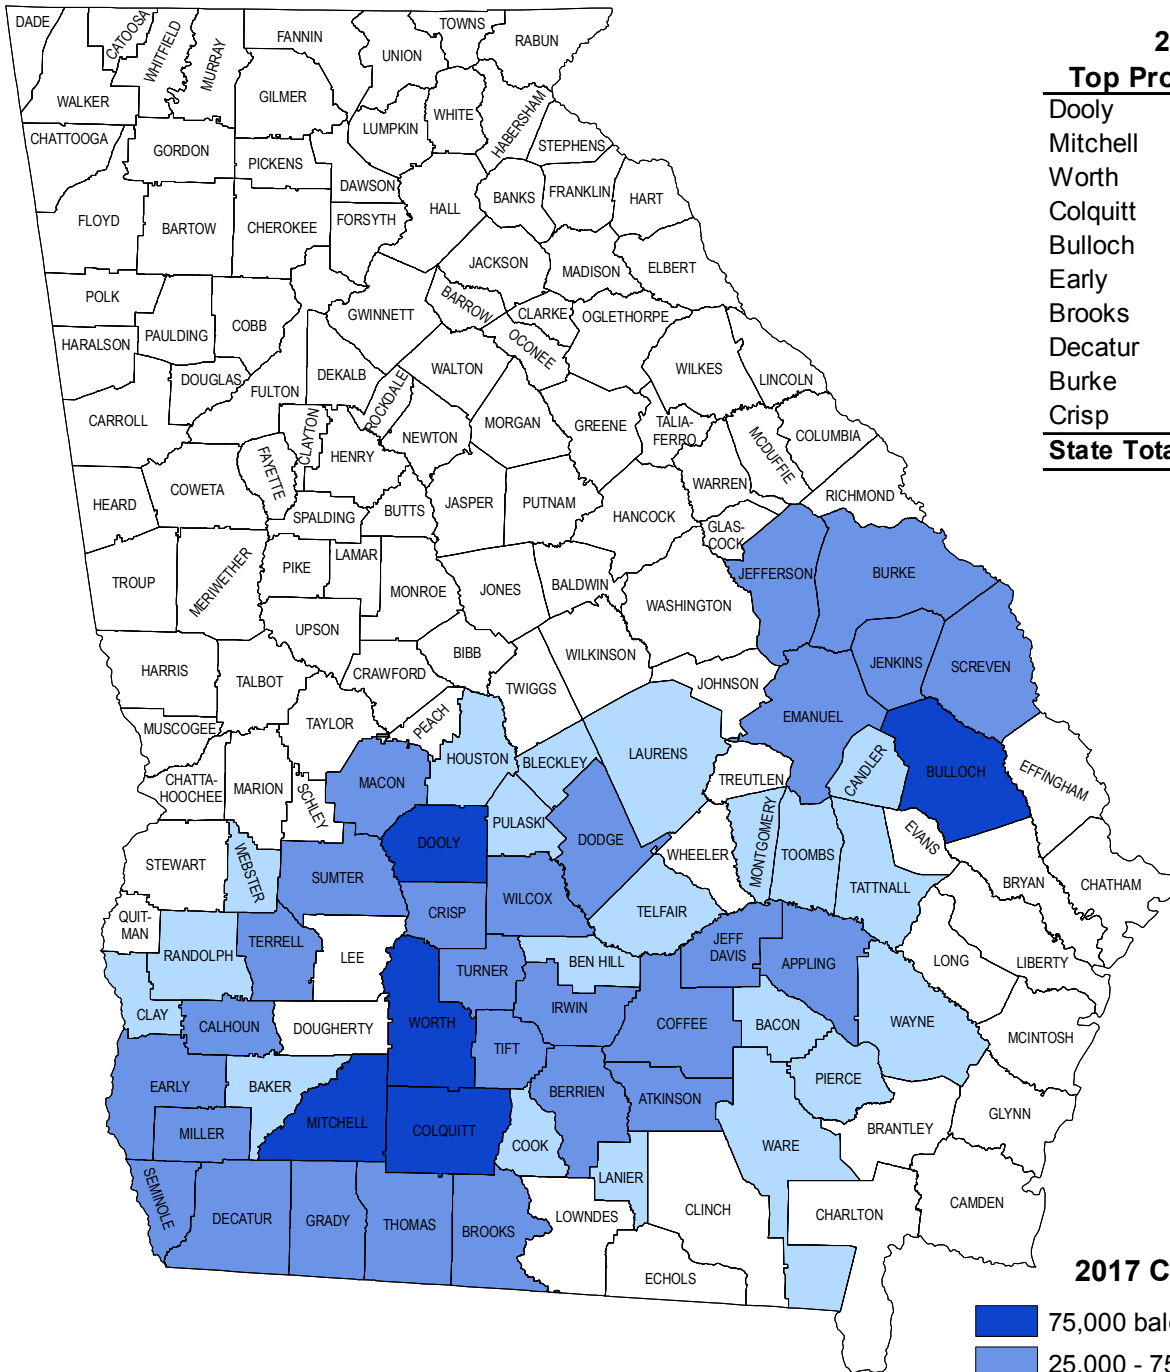 DADE
CATOOSA
WHITFIELD
MURRAY
FANNIN
UNION
TOWNS
RABUN
WALKER
GILMER
LUMPKIN
WHITE
HABERSHAM
STEPHENS
CHATTOOGA
GORDON
PICKENS
DAWSON
BANKS
FRANKLIN
HART
FLOYD
BARTOW
CHEROKEE
FORSYTH
HALL
JACKSON
MADISON
ELBERT
POLK
PAULDING
COBB
GWINNETT
BARROW
CLARKE
OGLETHORPE
HARALSON
OCONEE
DOUGLAS
FULTON
DEKALB
ROCKDALE
WALTON
WILKES
LINCOLN
CARROLL
CLAYTON
NEWTON
MORGAN
GREENE
TALIA-
FERRO
MCDUFFIE
COLUMBIA
HEARD
COWETA
FAYETTE
HENRY
SPALDING
BUTTS
JASPER
PUTNAM
HANCOCK
WARREN
RICHMOND
GLAS-
COCK
TROUP
MERIWETHER
PIKE
LAMAR
MONROE
JONES
BALDWIN
WASHINGTON
JEFFERSON
BURKE
UPSON
BIBB
WILKINSON
JENKINS
SCREVEN
HARRIS
TALBOT
CRAWFORD
TWIGGS
JOHNSON
EMANUEL
MUSCOGEE
TAYLOR
PEACH
HOUSTON
BLECKLEY
LAURENS
TREUTLEN
CANDLER
BULLOCH
EFFINGHAM
CHATTA-
HOOCHEE
MARION
SCHLEY
MACON
DOOLY
PULASKI
DODGE
WHEELER
MONTGOMERY
TOOMBS
EVANS
STEWART
WEBSTER
SUMTER
CRISP
WILCOX
TELFAIR
TATTNALL
BRYAN
CHATHAM
QUIT-
MAN
RANDOLPH
TERRELL
LEE
TURNER
BEN HILL
JEFF
DAVIS
APPLING
LONG
LIBERTY
CLAY
CALHOUN
DOUGHERTY
WORTH
IRWIN
TIFT
COFFEE
BACON
WAYNE
MCINTOSH
EARLY
BAKER
MITCHELL
COLQUITT
BERRIEN
ATKINSON
PIERCE
GLYNN
MILLER
COOK
WARE
BRANTLEY
SEMINOLE
DECATUR
GRADY
THOMAS
BROOKS
LANIER
LOWNDES
CLINCH
CHARLTON
CAMDEN
ECHOLS
2
Top Pro
Dooly
Mitchell
Worth
Colquitt
Bulloch
Early
Brooks
Decatur
Burke
Crisp
State Tota
2017 C
75,000 bale
25,000 - 75